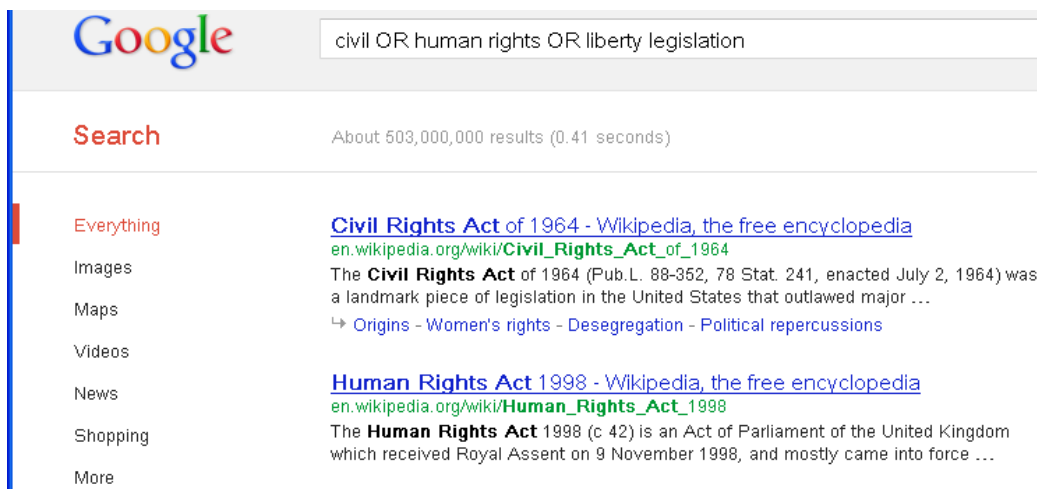 Google
civil OR human rights OR liberty legislation
Search
About 503,000,000 results (0.41 seconds)
Everything
Images
Maps
Videos
News
Shopping
More
Civil Rights Act of 1964 - Wikipedia, the free encyclopedia
en.wikipedia.org/wiki/Civil_Rights_Act_of_1964
The Civil Rights Act of 1964 (Pub.L. 88-352, 78 Stat. 241, enacted July 2, 1964) was
a landmark piece of legislation in the United States that outlawed major ...
Origins - Women's rights - Desegregation - Political repercussions
Human Rights Act 1998 - Wikipedia, the free encyclopedia
en.wikipedia.org/wiki/Human_Rights_Act_1998
The Human Rights Act 1998 (c 42) is an Act of Parliament of the United Kingdom
which received Royal Assent on 9 November 1998, and mostly came into force ...